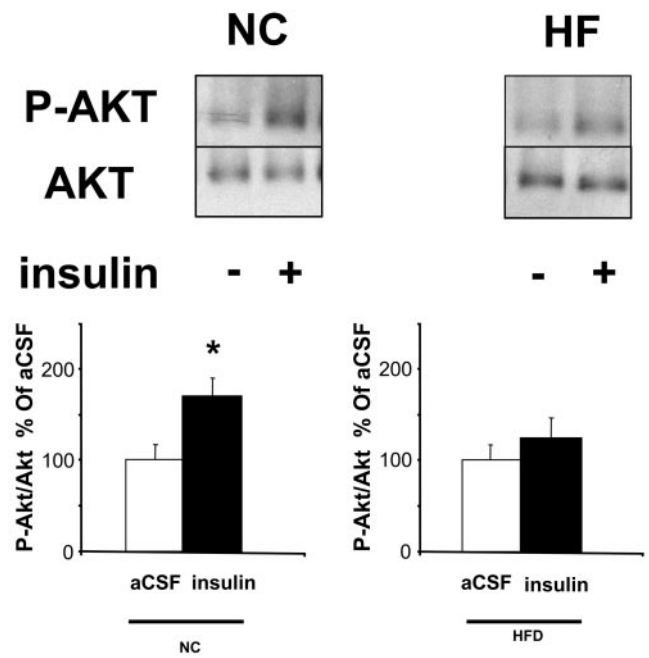 NC HF
P-AKT
AKT
insulin - + - +
P-Akt/Akt % Of aCSF
200
100
0
aCSF insulin
NC
P-Akt/Akt % Of aCSF
*
200
100
0
aCSF insulin
HFD